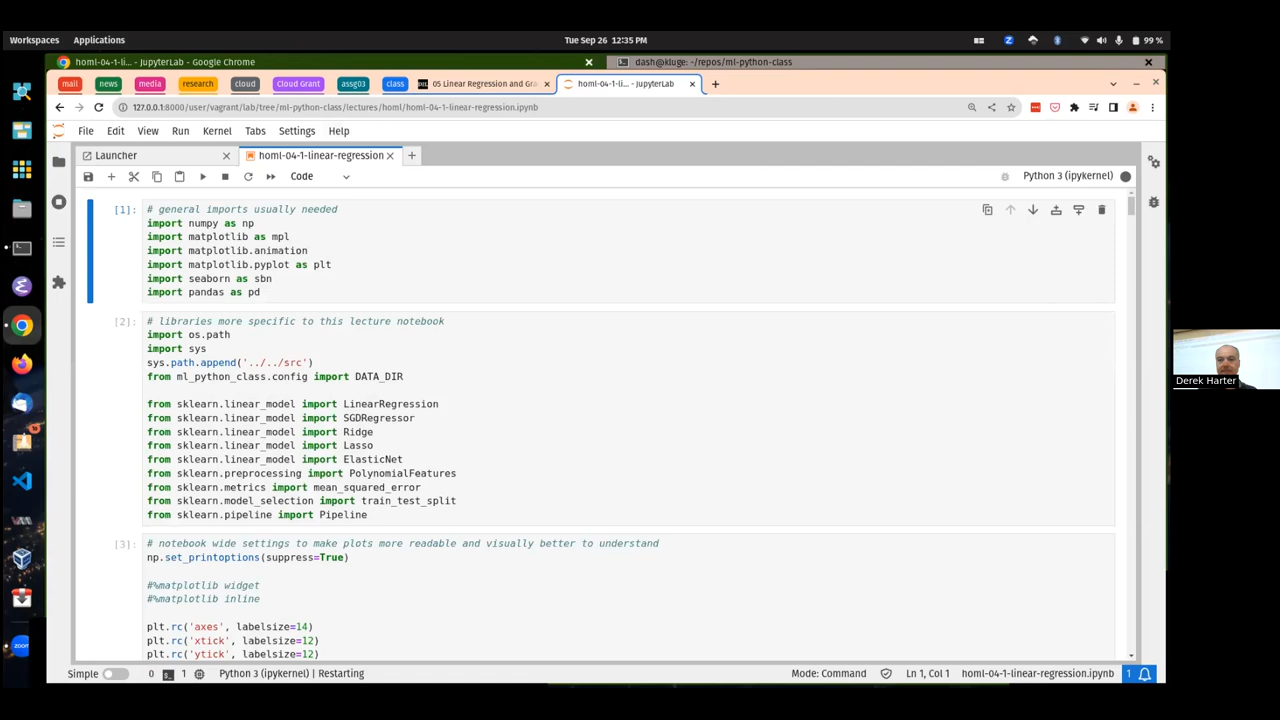 Workspaces Applications Tue Sep 26 12:35 PM 99 %
homl-04-1-li... - JupyterLab - Google Chrome × dash@kluge: ~/repos/ml-python-class ×
mail news media research cloud Cloud Grant assg03 class 05 Linear Regression and Gr × homl-04-1-li... - JupyterLab × +
127.0.0.1:8000/user/vagrant/lab/tree/ml-python-class/lectures/homl/homl-04-1-linear-regression.ipynb
File Edit View Run Kernel Tabs Settings Help
Launcher × homl-04-1-linear-regression × +
Code Python 3 (ipykernel)
[1]: # general imports usually needed
import numpy as np
import matplotlib as mpl
import matplotlib.animation
import matplotlib.pyplot as plt
import seaborn as sbn
import pandas as pd
[2]: # libraries more specific to this lecture notebook
import os.path
import sys
sys.path.append('../../src')
from ml_python_class.config import DATA_DIR
from sklearn.linear_model import LinearRegression
from sklearn.linear_model import SGDRegressor
from sklearn.linear_model import Ridge
from sklearn.linear_model import Lasso
from sklearn.linear_model import ElasticNet
from sklearn.preprocessing import PolynomialFeatures
from sklearn.metrics import mean_squared_error
from sklearn.model_selection import train_test_split
from sklearn.pipeline import Pipeline
[3]: # notebook wide settings to make plots more readable and visually better to understand
np.set_printoptions(suppress=True)
#%matplotlib widget
#%matplotlib inline
plt.rc('axes', labelsize=14)
plt.rc('xtick', labelsize=12)
plt.rc('ytick', labelsize=12)
Simple 0 1 Python 3 (ipykernel) | Restarting Mode: Command Ln 1, Col 1 homl-04-1-linear-regression.ipynb 1
Derek Harter
zoom